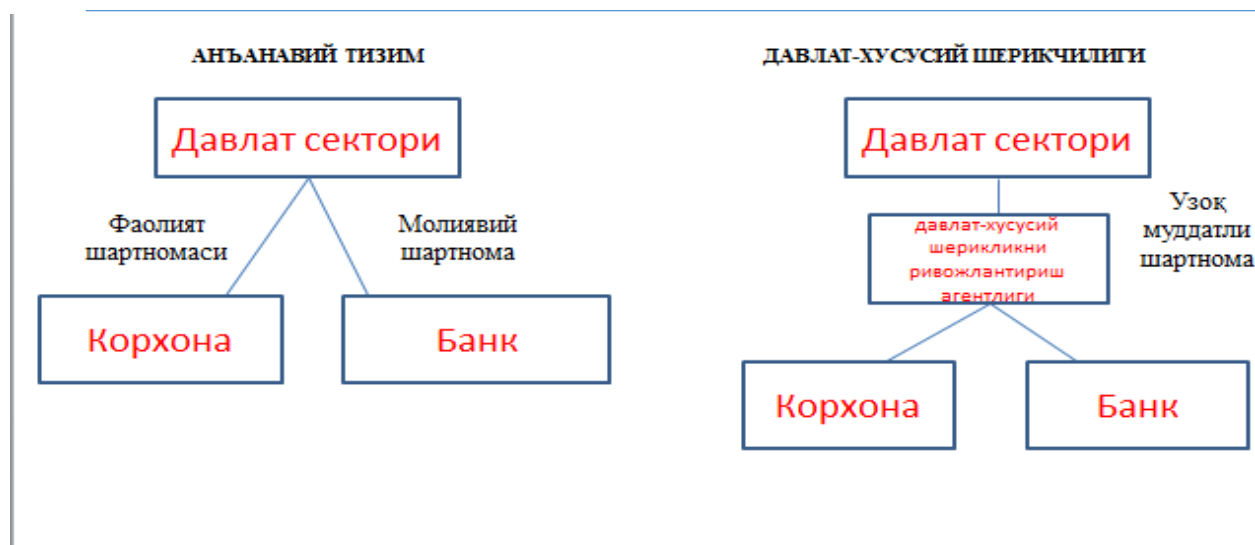 АНЪАНАВИЙ ТИЗИМ
Давлат сектори
Фаолият
шартномаси
Молиявий
шартнома
Корхона
Банк
ДАВЛАТ-ХУСУСИЙ ШЕРИКЧИЛИГИ
Давлат сектори
Узоқ
муддатли
шартнома
давлат-хусусий
шерикликни
ривожлантириш
агентлиги
Корхона
Банк